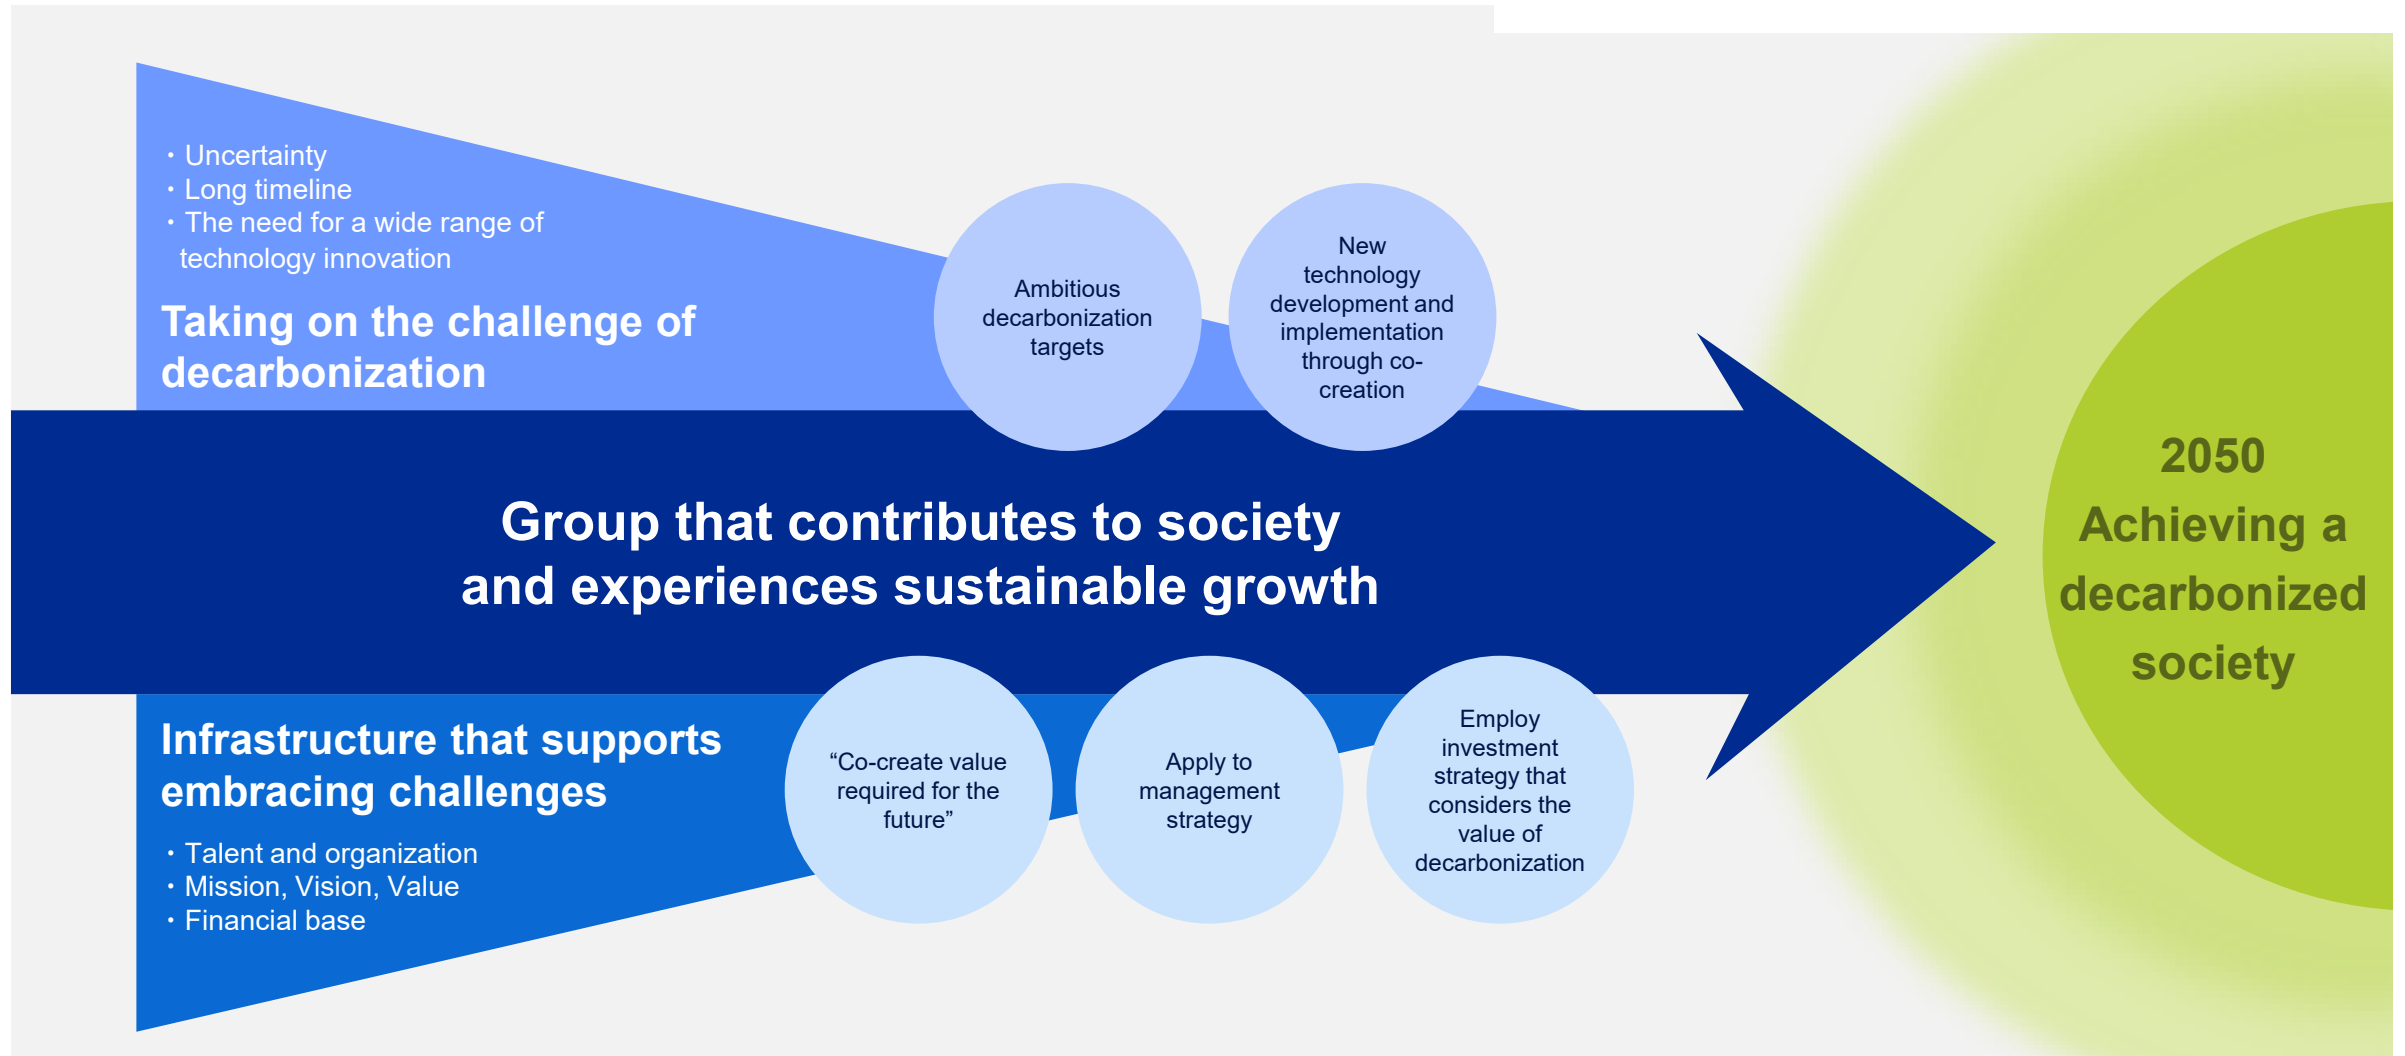 ・Uncertainty
・Long timeline
・The need for a wide range of
technology innovation
Taking on the challenge of
decarbonization
Ambitious
decarbonization
targets
New
technology
development and
implementation
through co-
creation
Group that contributes to society
and experiences sustainable growth
2050
Achieving a
decarbonized
society
Infrastructure that supports
embracing challenges
・Talent and organization
・Mission, Vision, Value
・Financial base
“Co-create value
required for the
future”
Apply to
management
strategy
Employ
investment
strategy that
considers the
value of
decarbonization